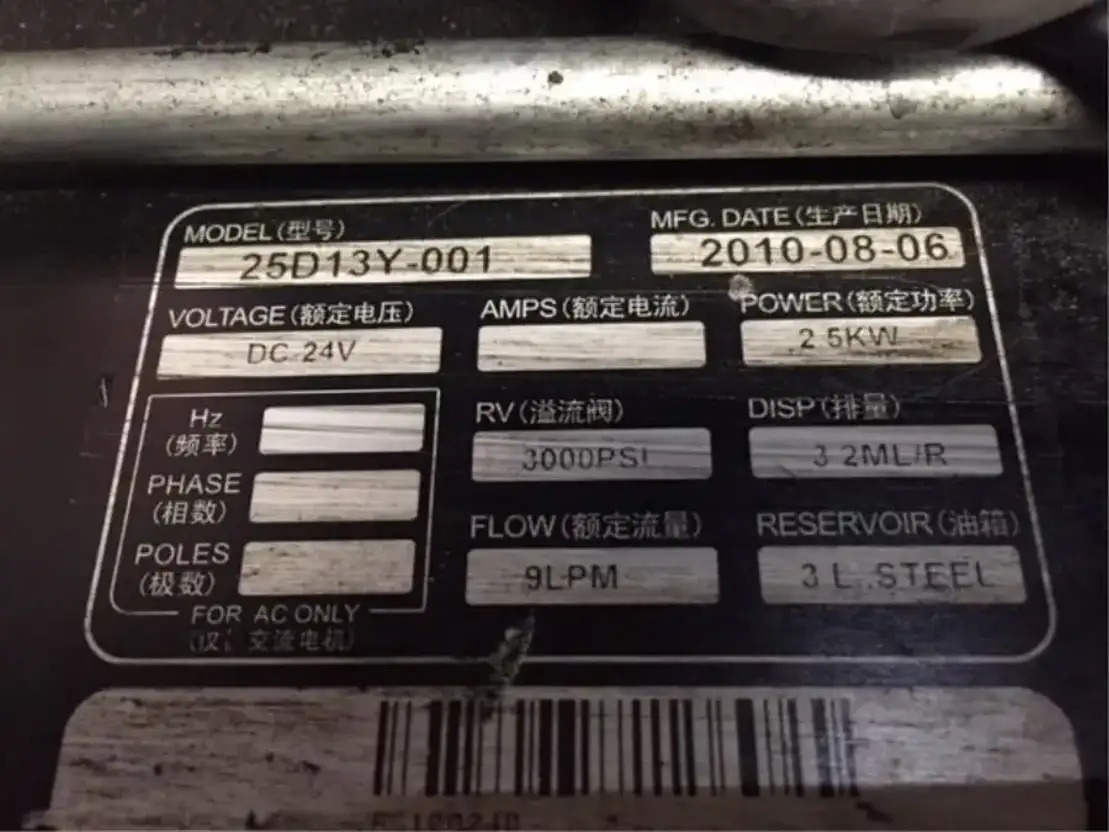 MODEL(型号)
25D13Y-001
MFG. DATE(生产日期)
2010-08-06
VOLTAGE(额定电压)
DC 24V
AMPS(额定电流)
POWER(额定功率)
2 5KW
Hz
(频率)
RV(溢流阀)
3000PSI
DISP(排量)
3 2ML/R
PHASE
(相数)
FLOW(额定流量)
9LPM
RESERVOIR(油箱)
3 L..STEEL
POLES
(极数)
FOR AC ONLY
交流电机)